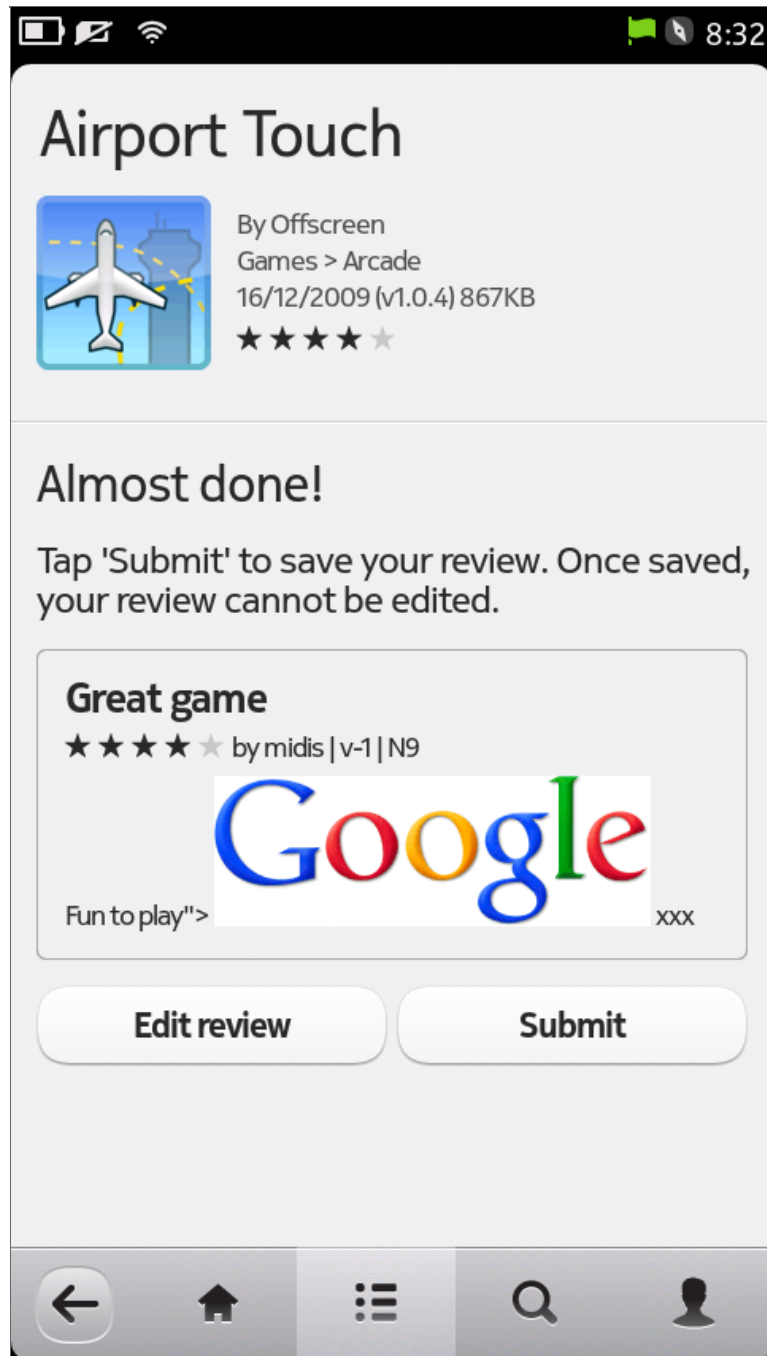 8:32
Airport Touch
By Offscreen
Games > Arcade
16/12/2009 (v1.0.4) 867KB
Almost done!
Tap 'Submit' to save your review. Once saved,
your review cannot be edited.
Great game
by midis | v-1 | N9
Google
Fun to play"> xxx
Edit review
Submit